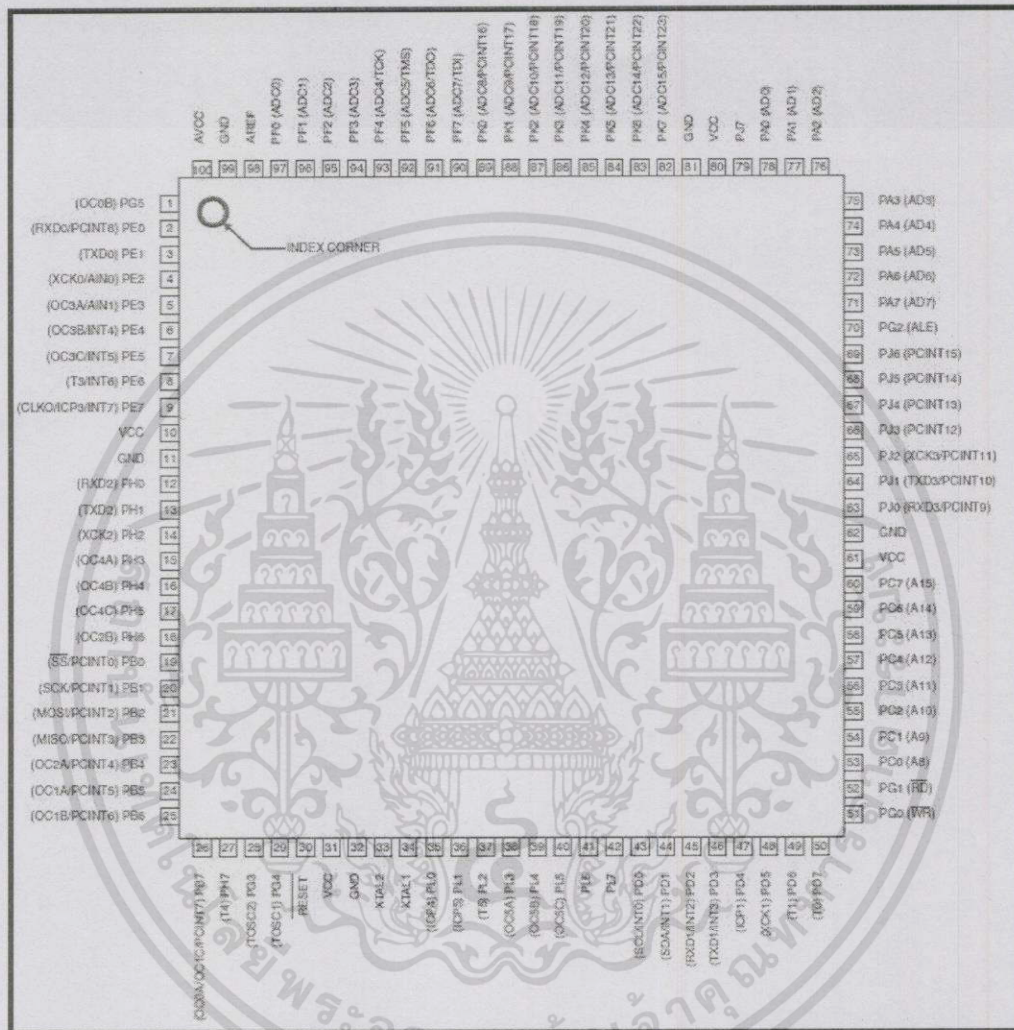 AVCC
GND
AREF
PF0 (ADC0)
PF1 (ADC1)
PF2 (ADC2)
PF3 (ADC3)
PF4 (ADC4/TCK)
PF5 (ADC5/TMS)
PF6 (ADC6/TDO)
PF7 (ADC7/TDI)
PK0 (ADC8/PCINT16)
PK1 (ADC9/PCINT17)
PK2 (ADC10/PCINT18)
PK3 (ADC11/PCINT19)
PK4 (ADC12/PCINT20)
PK5 (ADC13/PCINT21)
PK6 (ADC14/PCINT22)
PK7 (ADC15/PCINT23)
GND
VCC
PJ7
PA0 (AD0)
PA1 (AD1)
PA2 (AD2)
100 99 98 97 96 95 94 93 92 91 90 89 88 87 86 85 84 83 82 81 80 79 78 77 76
(OC0B) PG5 1
(RXD0/PCINT8) PE0 2
(TXD0) PE1 3
(XCK0/AIN0) PE2 4
(OC3A/AIN1) PE3 5
(OC3B/INT4) PE4 6
(OC3C/INT5) PE5 7
(T3/INT6) PE6 8
(CLKO/ICP3/INT7) PE7 9
VCC 10
GND 11
(RXD2) PH0 12
(TXD2) PH1 13
(XCK2) PH2 14
(OC4A) PH3 15
(OC4B) PH4 16
(OC4C) PH5 17
(OC2B) PH6 18
(SS/PCINT0) PB0 19
(SCK/PCINT1) PB1 20
(MOSI/PCINT2) PB2 21
(MISO/PCINT3) PB3 22
(OC2A/PCINT4) PB4 23
(OC1A/PCINT5) PB5 24
(OC1B/PCINT6) PB6 25
INDEX CORNER
75 PA3 (AD3)
74 PA4 (AD4)
73 PA5 (AD5)
72 PA6 (AD6)
71 PA7 (AD7)
70 PG2 (ALE)
69 PJ6 (PCINT15)
68 PJ5 (PCINT14)
67 PJ4 (PCINT13)
66 PJ3 (PCINT12)
65 PJ2 (XCK3/PCINT11)
64 PJ1 (TXD3/PCINT10)
63 PJ0 (RXD3/PCINT9)
62 GND
61 VCC
60 PC7 (A15)
59 PC6 (A14)
58 PC5 (A13)
57 PC4 (A12)
56 PC3 (A11)
55 PC2 (A10)
54 PC1 (A9)
53 PC0 (A8)
52 PG1 (RD)
51 PG0 (WR)
26 27 28 29 30 31 32 33 34 35 36 37 38 39 40 41 42 43 44 45 46 47 48 49 50
(OC0A/OC1C/PCINT7) PB7
(T4) PH7
(TOSC2) PG3
(TOSC1) PG4
RESET
VCC
GND
XTAL2
XTAL1
(ICP4) PL0
(ICP5) PL1
(T5) PL2
(OC5A) PL3
(OC5B) PL4
(OC5C) PL5
PL6
PL7
(SCL/INT0) PD0
(SDA/INT1) PD1
(RXD1/INT2) PD2
(TXD1/INT3) PD3
(ICP1) PD4
(XCK1) PD5
(T1) PD6
(T0) PD7